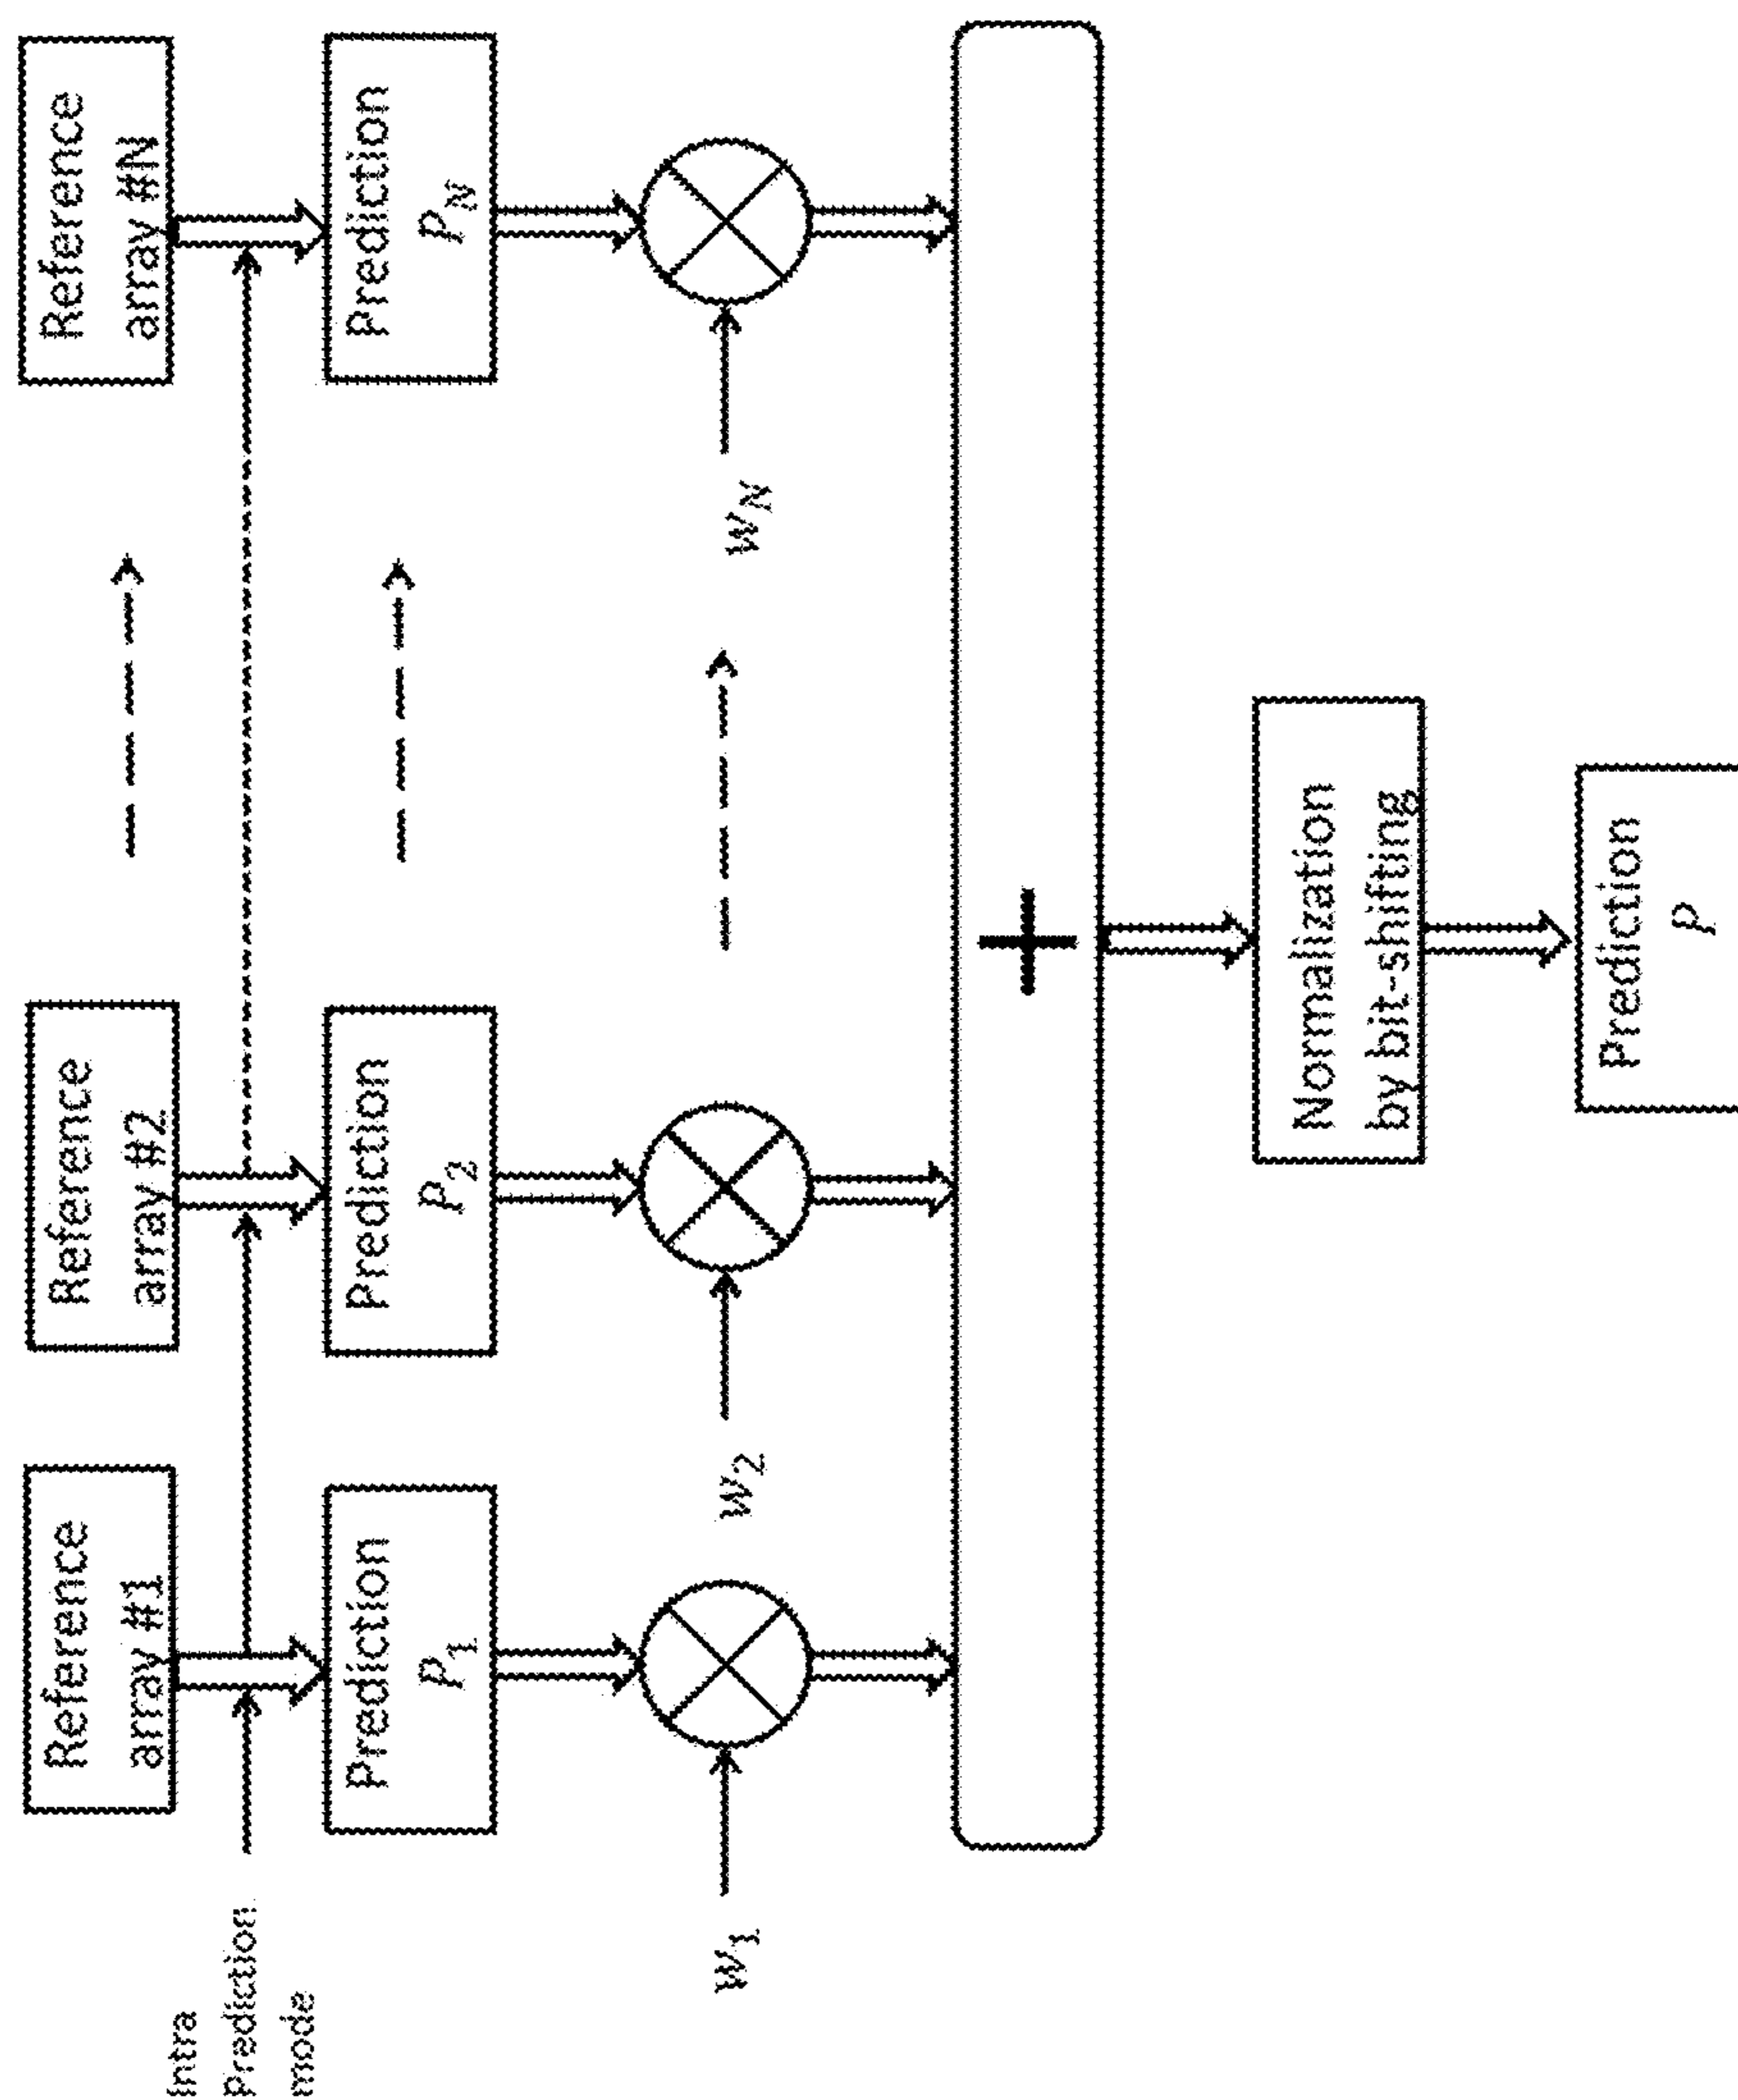 Reference
array #1
Reference
array #2
Reference
array #N
Intra
Prediction
mode
Prediction
P1
Prediction
P2
Prediction
PN
w1
w2
wN
+
Normalization
by bit-shifting
Prediction
P